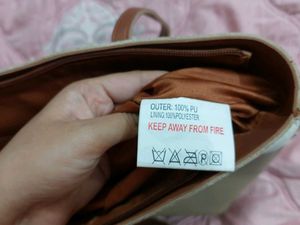 OUTER: 100% PU
LINING:100%POLYESTER
KEEP AWAY FROM FIRE